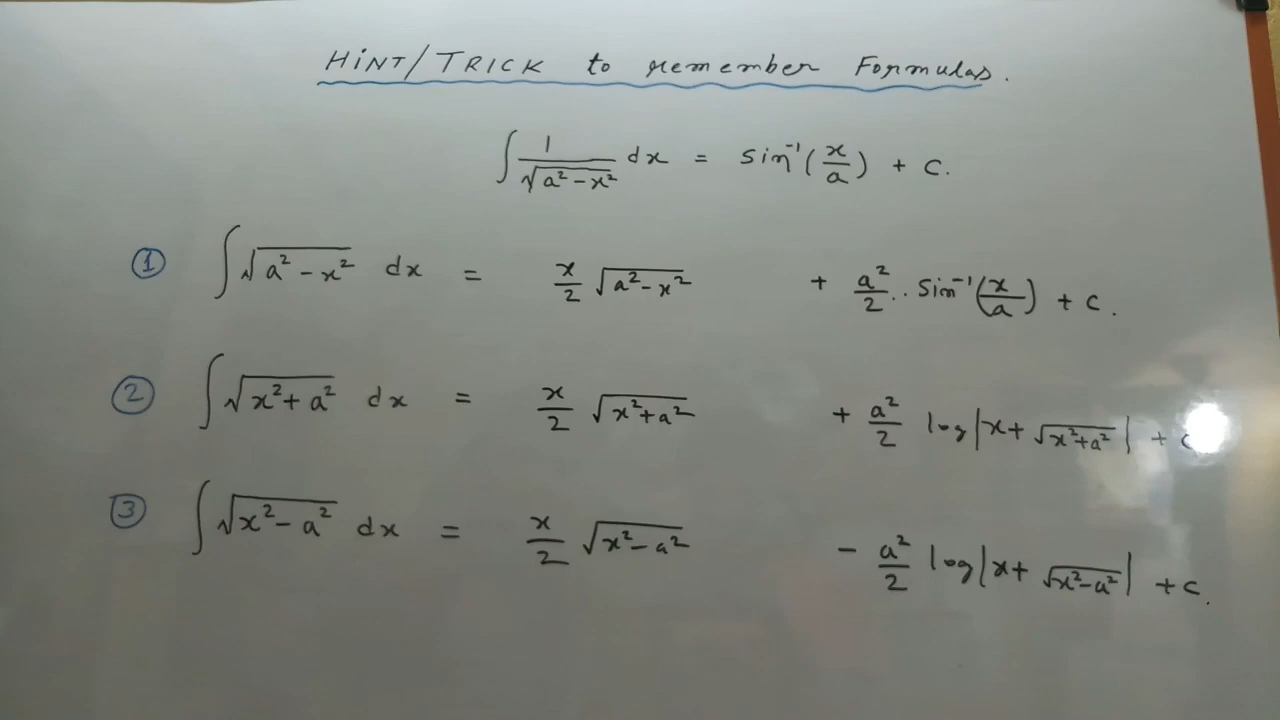 HINT/TRICK to remember Formulas.
∫ 1/√(a²-x²) dx = sin⁻¹(x/a) + c.
① ∫ √(a²-x²) dx = x/2 √(a²-x²) + a²/2 .. sin⁻¹(x/a) + c.
② ∫ √(x²+a²) dx = x/2 √(x²+a²) + a²/2 log|x+√(x²+a²)| + c
③ ∫ √(x²-a²) dx = x/2 √(x²-a²) - a²/2 log|x+√(x²-a²)| + c.